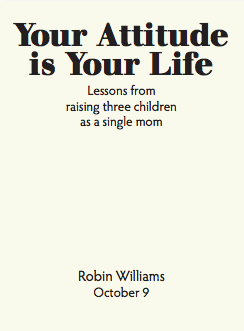 Your Attitude
is Your Life
Lessons from
raising three children
as a single mom
Robin Williams
October 9